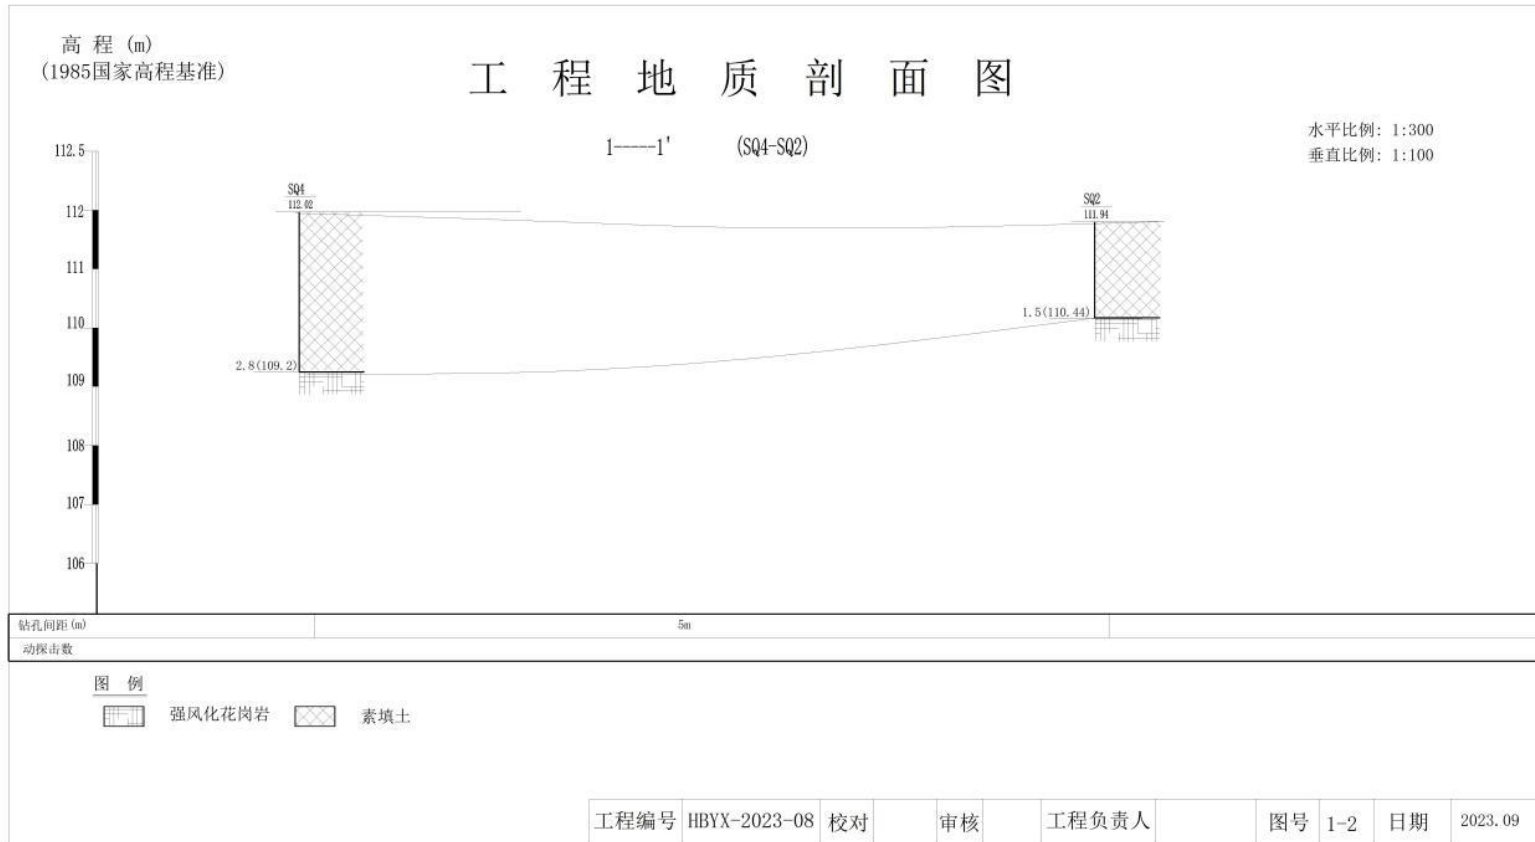 高 程 (m)
(1985国家高程基准)
工 程 地 质 剖 面 图
1-----1' (SQ4-SQ2)
水平比例: 1:300
垂直比例: 1:100
112.5
112
111
110
109
108
107
106
SQ4
112.02
2.8(109.2)
SQ2
111.94
1.5(110.44)
钻孔间距(m) 5m
动探击数
图 例
强风化花岗岩 素填土
工程编号 HBYX-2023-08 校对 审核 工程负责人 图号 1-2 日期 2023.09